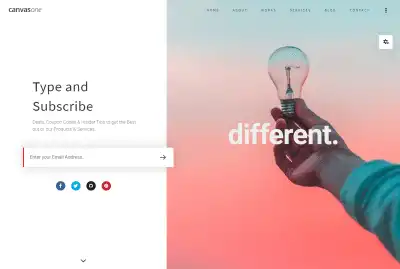 canvasone
HOME ABOUT WORKS SERVICES BLOG CONTACT
Type and
Subscribe
Deals, Coupon Codes & Insider Tips to get the Best
out of our Products & Services.
Enter your Email Address..
different.